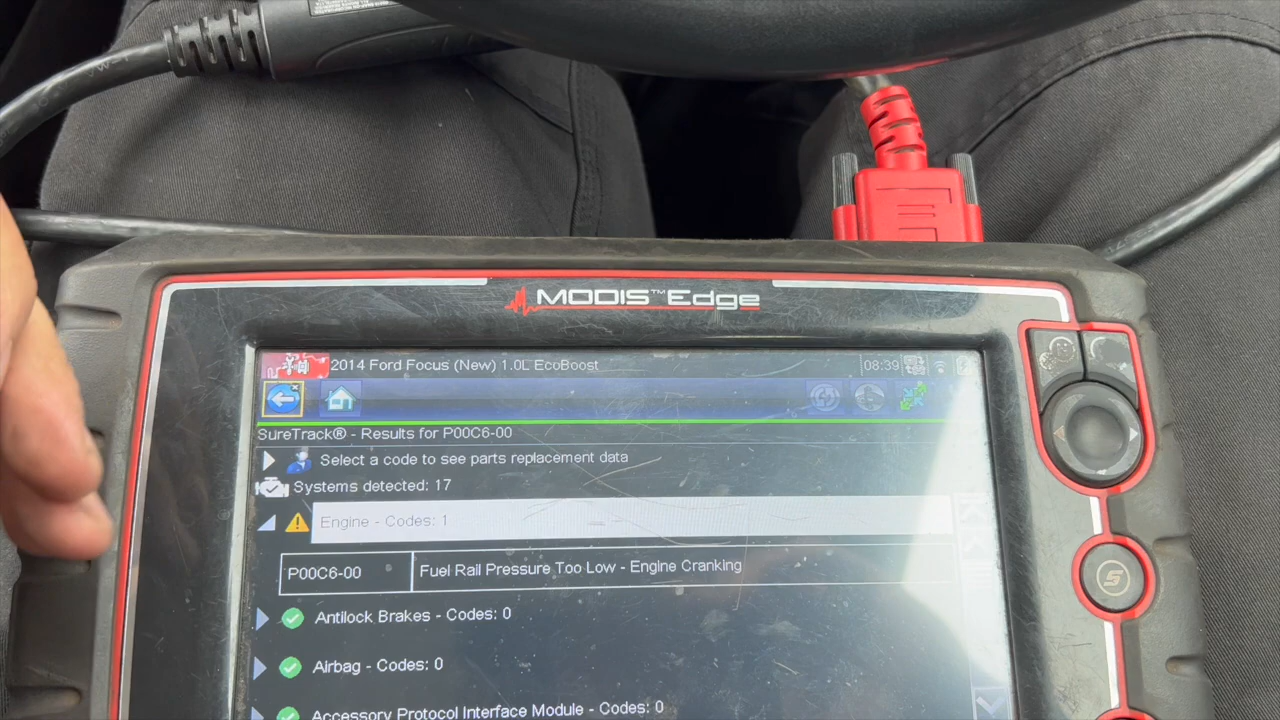 MODIS™ Edge
2014 Ford Focus (New) 1.0L EcoBoost 08:39
SureTrack® - Results for P00C6-00
Select a code to see parts replacement data
Systems detected: 17
Engine - Codes: 1
P00C6-00 Fuel Rail Pressure Too Low - Engine Cranking
Antilock Brakes - Codes: 0
Airbag - Codes: 0
Accessory Protocol Interface Module - Codes: 0